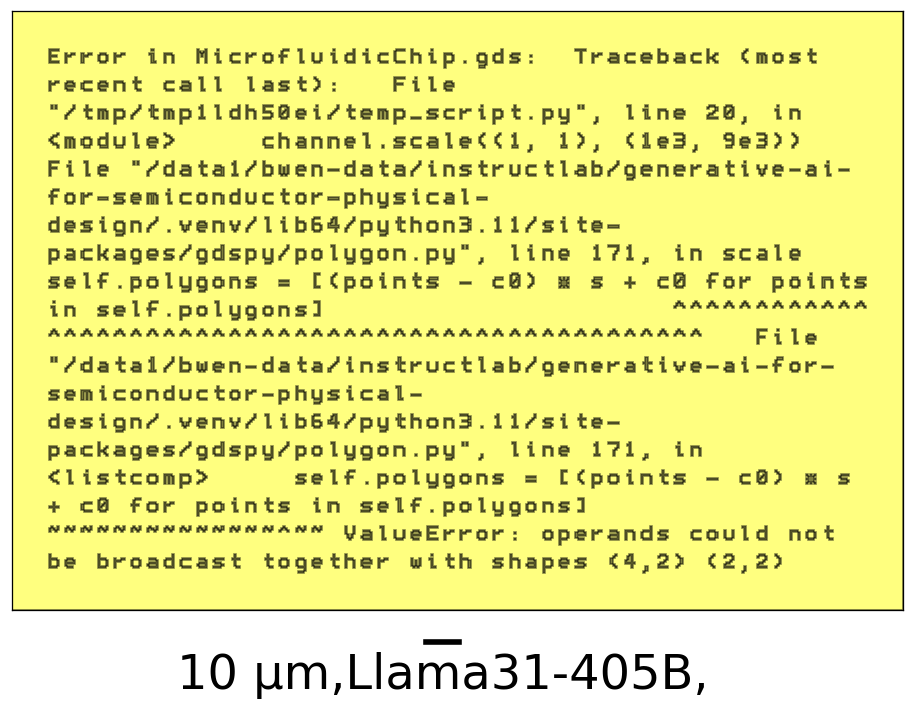 Error in MicrofluidicChip.gds:  Traceback (most
recent call last):   File
"/tmp/tmp1ldh50ei/temp_script.py", line 20, in
<module>     channel.scale((1, 1), (1e3, 9e3))
File "/data1/bwen-data/instructlab/generative-ai-
for-semiconductor-physical-
design/.venv/lib64/python3.11/site-
packages/gdspy/polygon.py", line 171, in scale
self.polygons = [(points - c0) * s + c0 for points
in self.polygons]                     ^^^^^^^^^^^^
^^^^^^^^^^^^^^^^^^^^^^^^^^^^^^^^^^^^^^^^   File
"/data1/bwen-data/instructlab/generative-ai-for-
semiconductor-physical-
design/.venv/lib64/python3.11/site-
packages/gdspy/polygon.py", line 171, in
<listcomp>     self.polygons = [(points - c0) * s
+ c0 for points in self.polygons]
~~~~~~~~~~~~~~^~~ ValueError: operands could not
be broadcast together with shapes (4,2) (2,2)
10 μm,Llama31-405B,